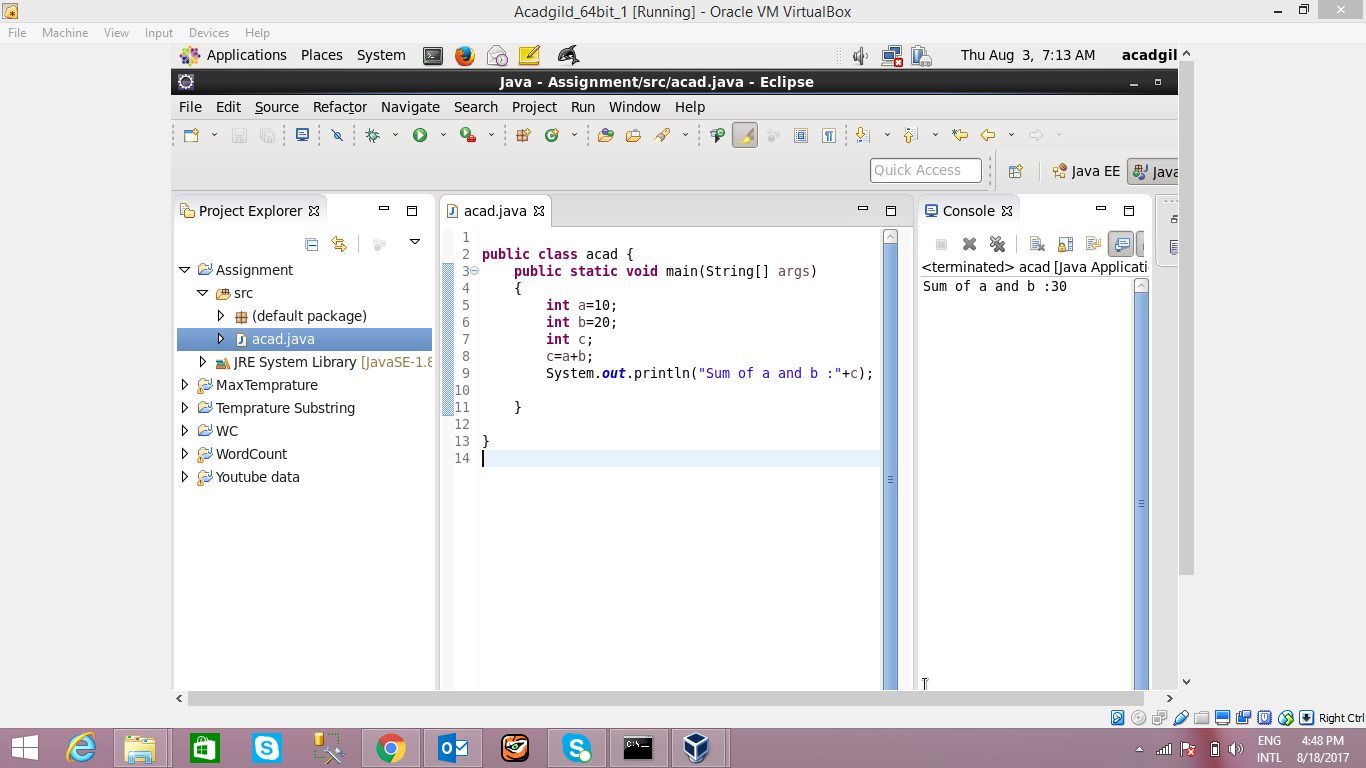 Acadgild_64bit_1 [Running] - Oracle VM VirtualBox
File Machine View Input Devices Help
Applications Places System Thu Aug 3, 7:13 AM acadgil
Java - Assignment/src/acad.java - Eclipse
File Edit Source Refactor Navigate Search Project Run Window Help
Quick Access Java EE Java
Project Explorer
Assignment
src
(default package)
acad.java
JRE System Library [JavaSE-1.8
MaxTemprature
Temprature Substring
WC
WordCount
Youtube data
acad.java
1
2 public class acad {
3 public static void main(String[] args)
4 {
5 int a=10;
6 int b=20;
7 int c;
8 c=a+b;
9 System.out.println("Sum of a and b :"+c);
10
11 }
12
13 }
14
Console
<terminated> acad [Java Applicati
Sum of a and b :30
Right Ctrl
ENG 4:48 PM
INTL 8/18/2017